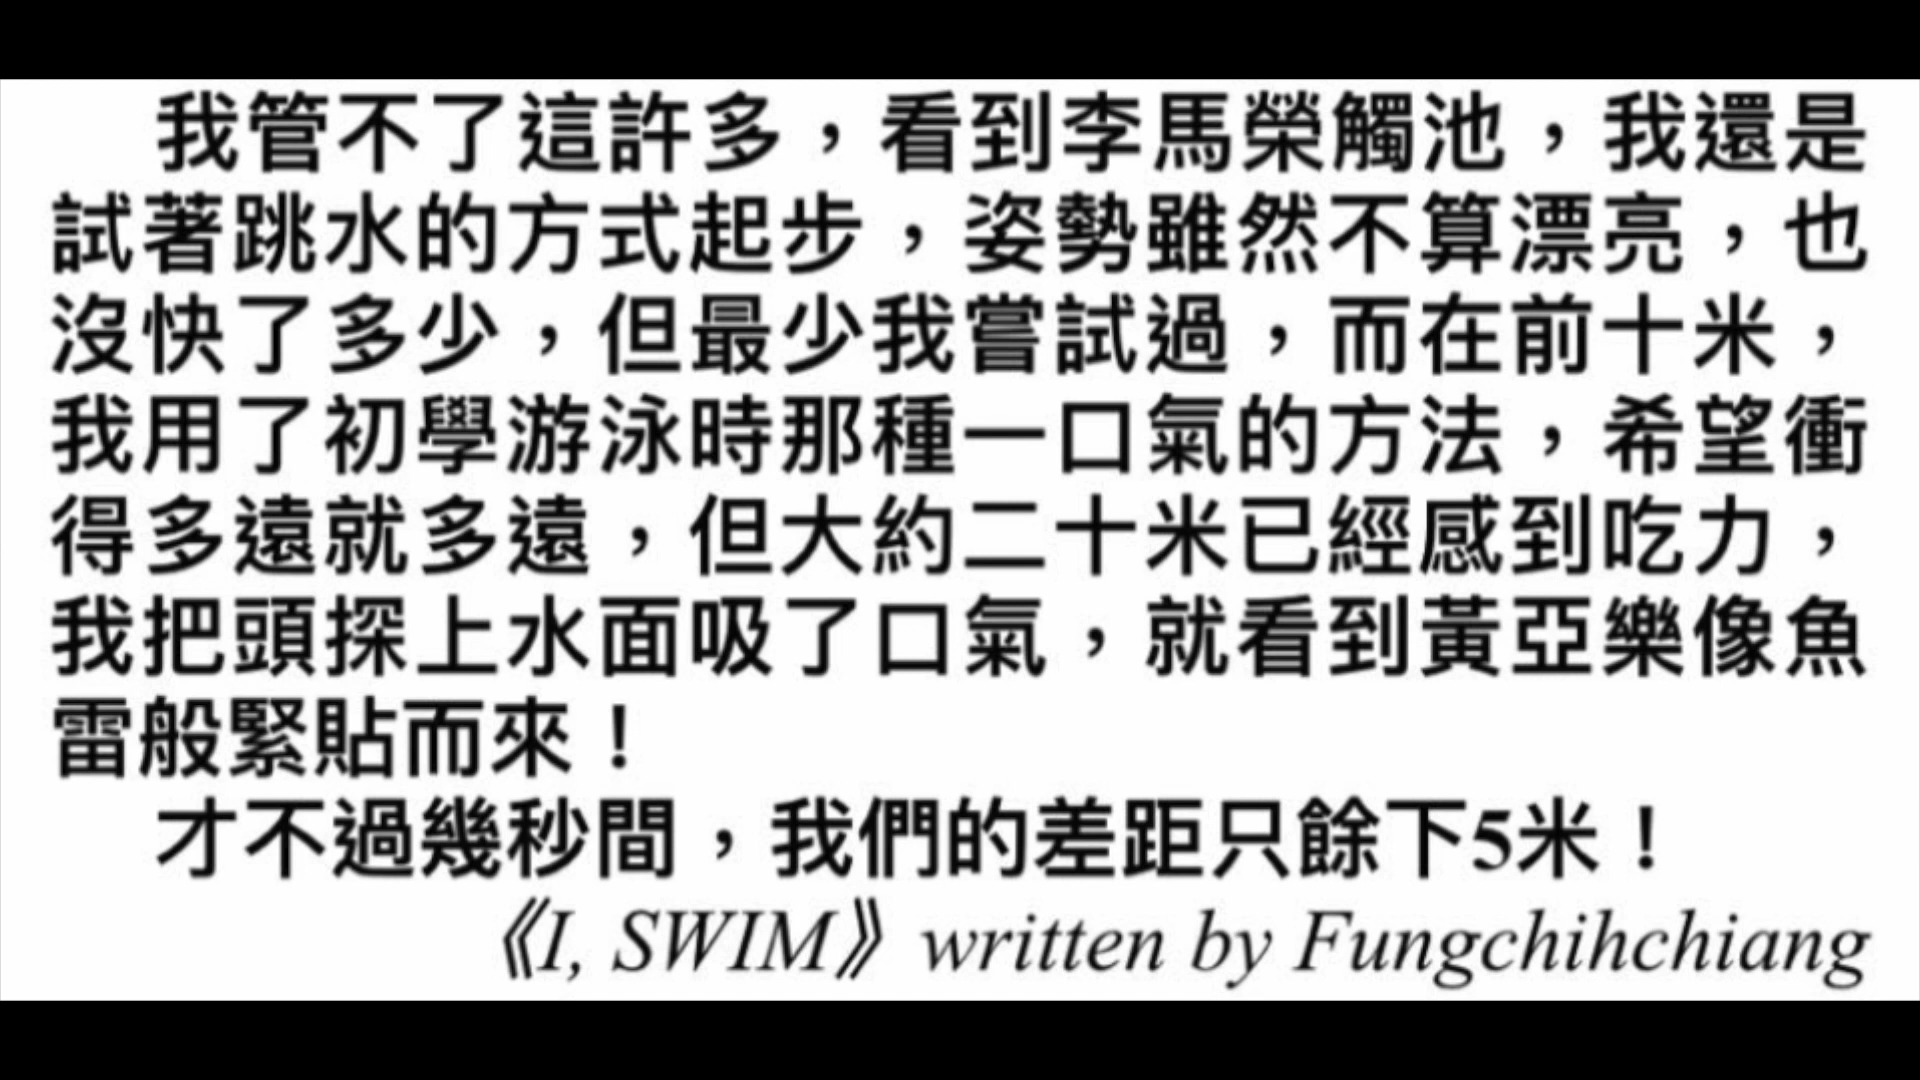 我管不了這許多，看到李馬榮觸池，我還是
試著跳水的方式起步，姿勢雖然不算漂亮，也
沒快了多少，但最少我嘗試過，而在前十米，
我用了初學游泳時那種一口氣的方法，希望衝
得多遠就多遠，但大約二十米已經感到吃力，
我把頭探上水面吸了口氣，就看到黃亞樂像魚
雷般緊貼而來！
才不過幾秒間，我們的差距只餘下5米！
《I, SWIM》written by Fungchihchiang